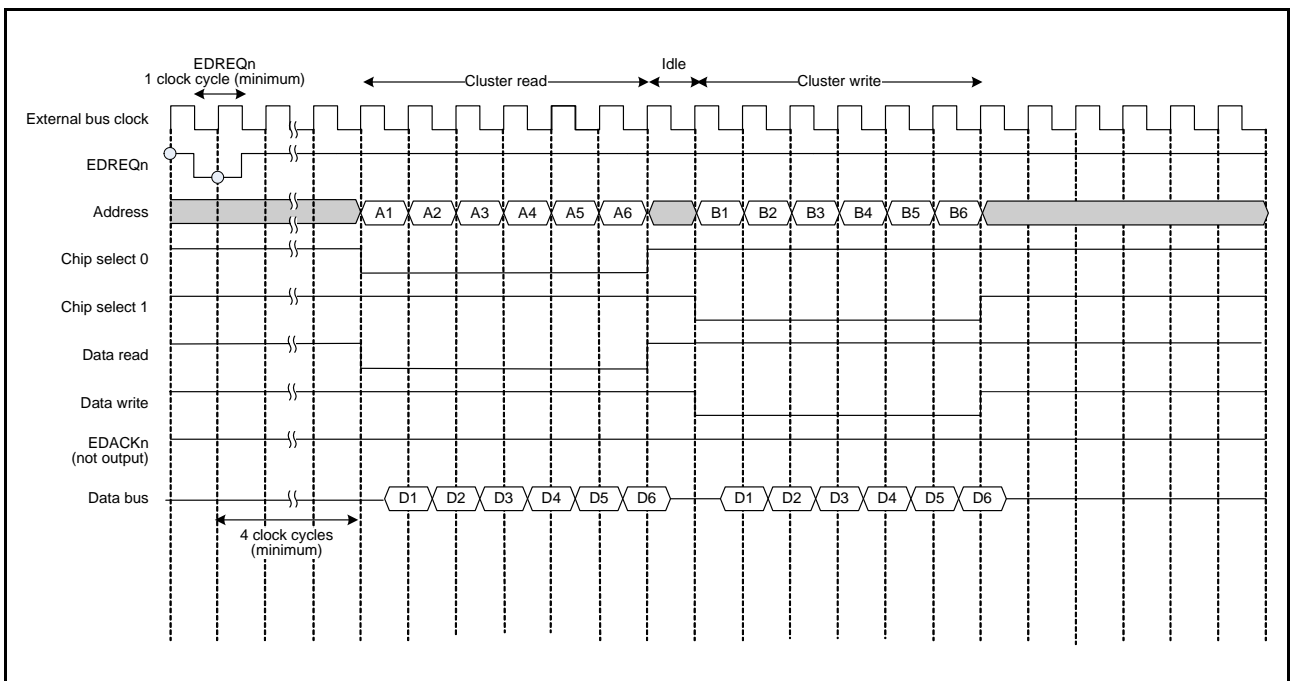 EDREQn
1 clock cycle (minimum)
Idle
Cluster read
Cluster write
External bus clock
EDREQn
Address
A1 A2 A3 A4 A5 A6 B1 B2 B3 B4 B5 B6
Chip select 0
Chip select 1
Data read
Data write
EDACKn
(not output)
Data bus
D1 D2 D3 D4 D5 D6 D1 D2 D3 D4 D5 D6
4 clock cycles
(minimum)